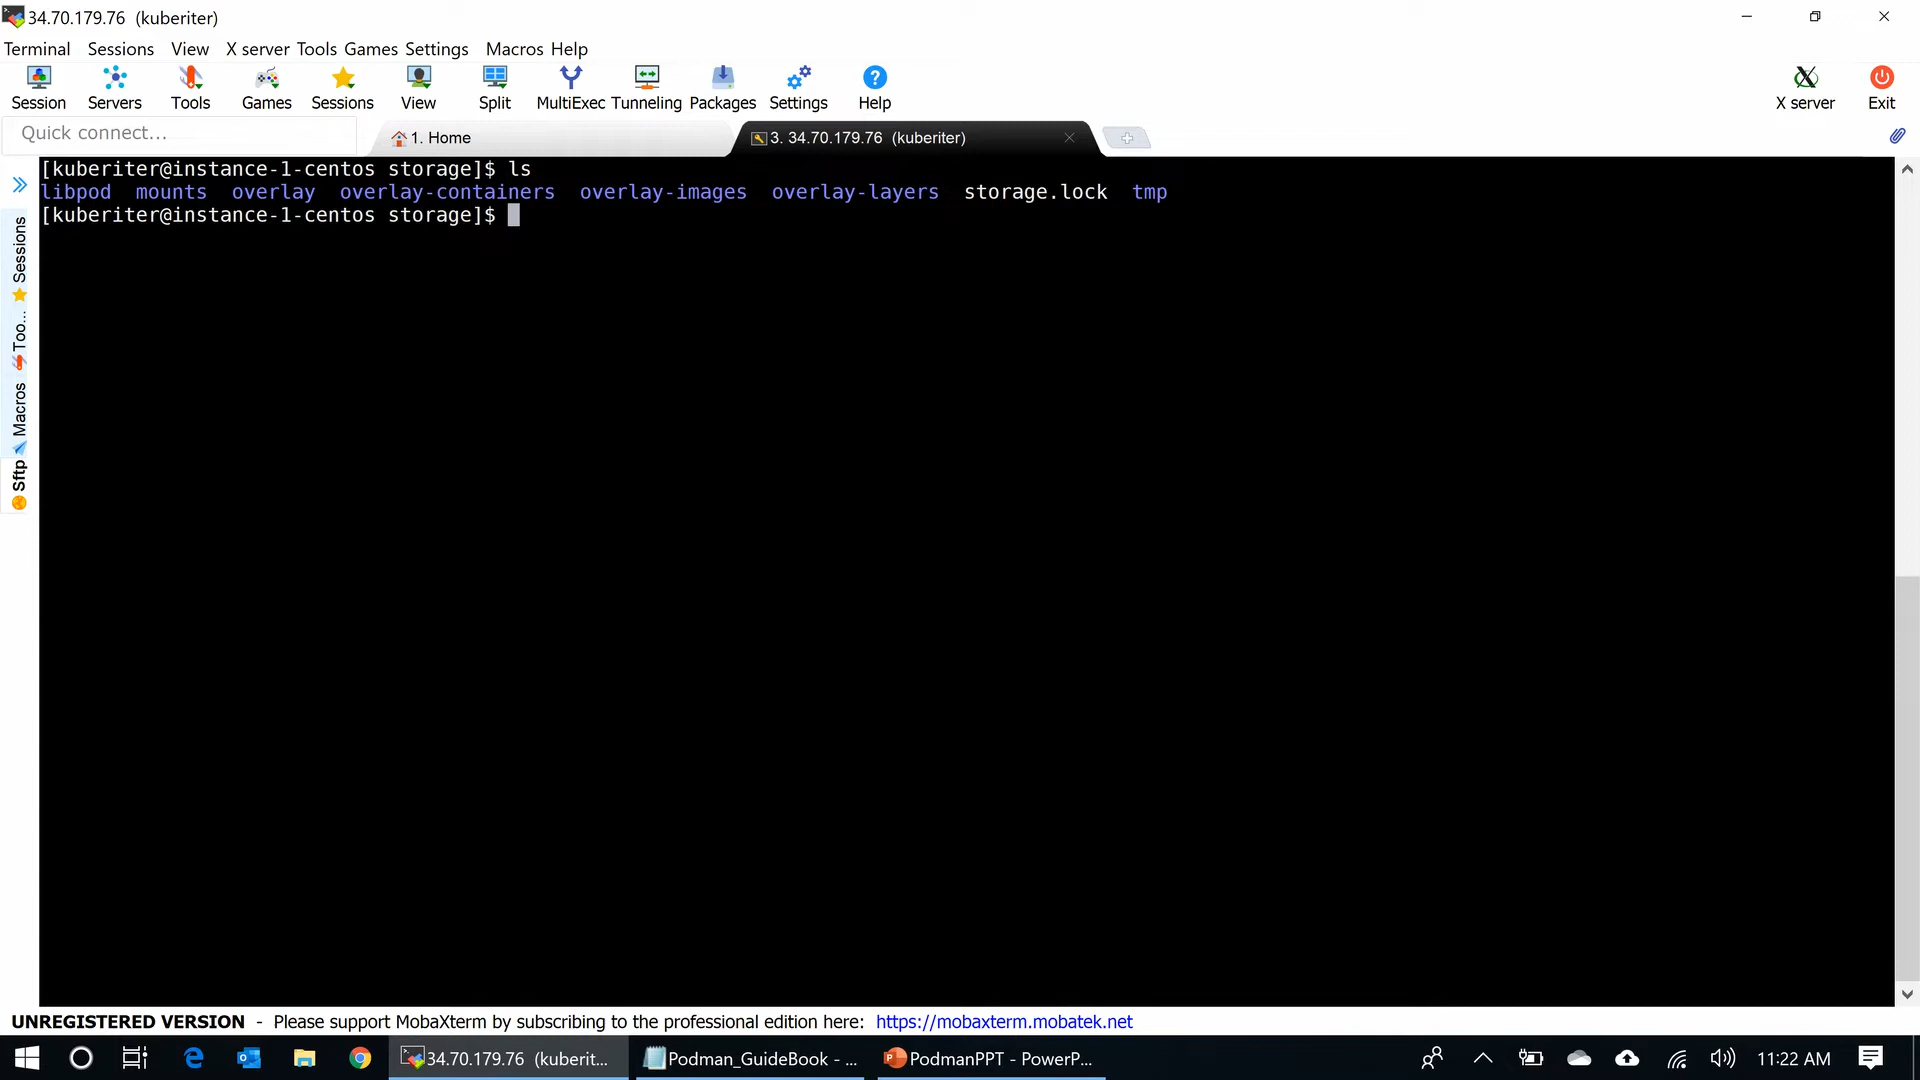 34.70.179.76 (kuberiter)
Terminal Sessions View X server Tools Games Settings Macros Help
Session Servers Tools Games Sessions View Split MultiExec Tunneling Packages Settings Help X server Exit
Quick connect...
1. Home
3. 34.70.179.76 (kuberiter)
[kuberiter@instance-1-centos storage]$ ls
libpod mounts overlay overlay-containers overlay-images overlay-layers storage.lock tmp
[kuberiter@instance-1-centos storage]$
Sessions
Too...
Macros
Sftp
UNREGISTERED VERSION - Please support MobaXterm by subscribing to the professional edition here: https://mobaxterm.mobatek.net
34.70.179.76 (kuberit...
Podman_GuideBook - ...
PodmanPPT - PowerP...
11:22 AM